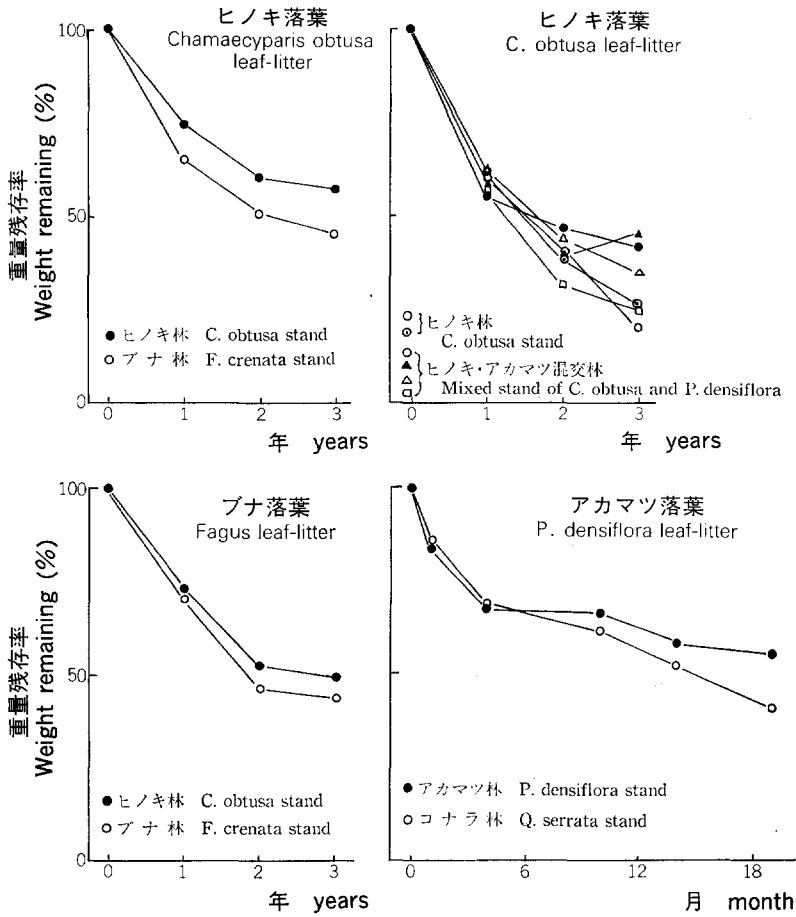 ヒノキ落葉
Chamaecyparis obtusa
leaf-litter
重量残存率
Weight remaining (%)
100
50
0
● ヒノキ林 C. obtusa stand
○ ブナ林 F. crenata stand
0 1 2 3
年 years
ヒノキ落葉
C. obtusa leaf-litter
ヒノキ林
C. obtusa stand
ヒノキ・アカマツ混交林
Mixed stand of C. obtusa and P. densiflora
0 1 2 3
年 years
ブナ落葉
Fagus leaf-litter
重量残存率
Weight remaining (%)
100
50
0
● ヒノキ林 C. obtusa stand
○ ブナ林 F. crenata stand
0 1 2 3
年 years
アカマツ落葉
P. densiflora leaf-litter
● アカマツ林 P. densiflora stand
○ コナラ林 Q. serrata stand
0 6 12 18
月 month